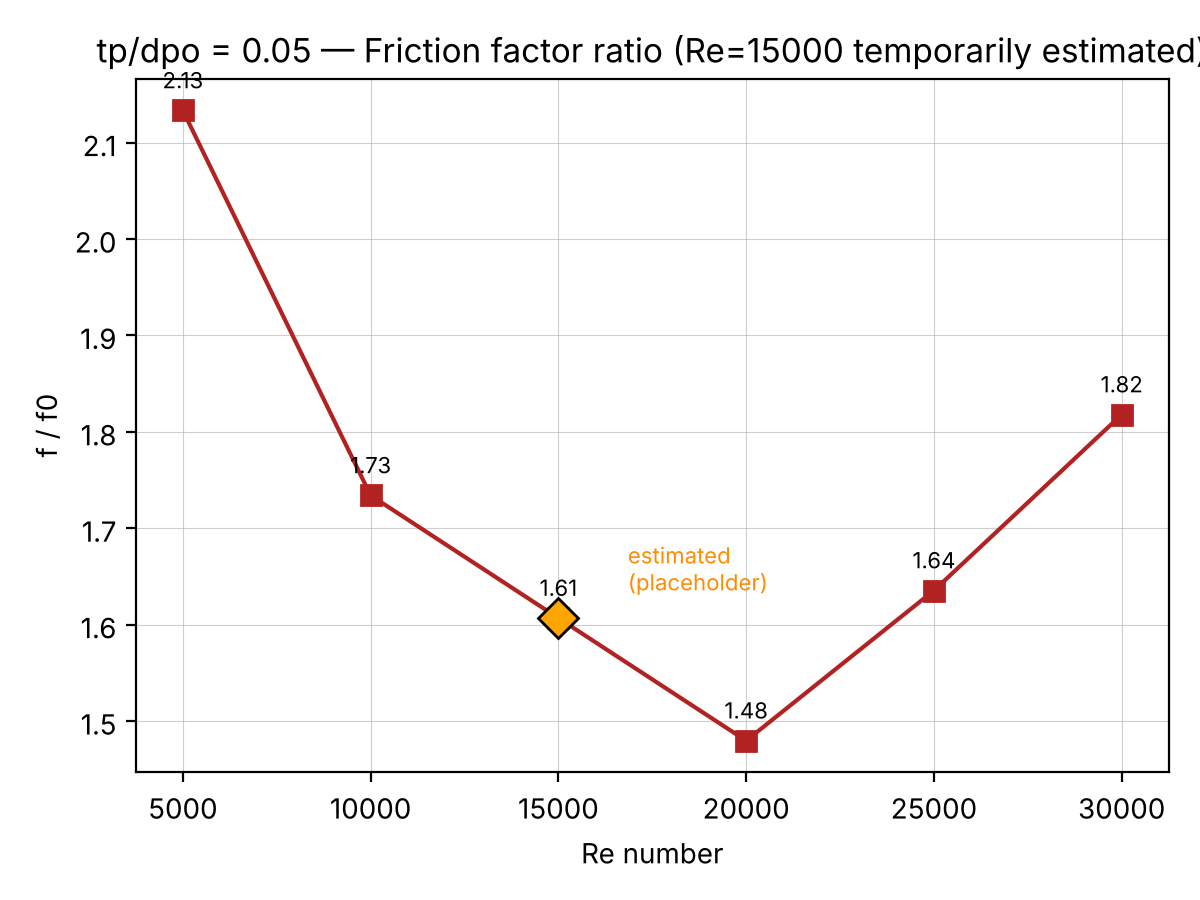 tp/dpo = 0.05 — Friction factor ratio (Re=15000 temporarily estimated)
2.13
2.1
2.0
1.9
1.82
1.8
f / f0
1.73
1.7
estimated
(placeholder)
1.64
1.61
1.6
1.48
1.5
5000 10000 15000 20000 25000 30000
Re number